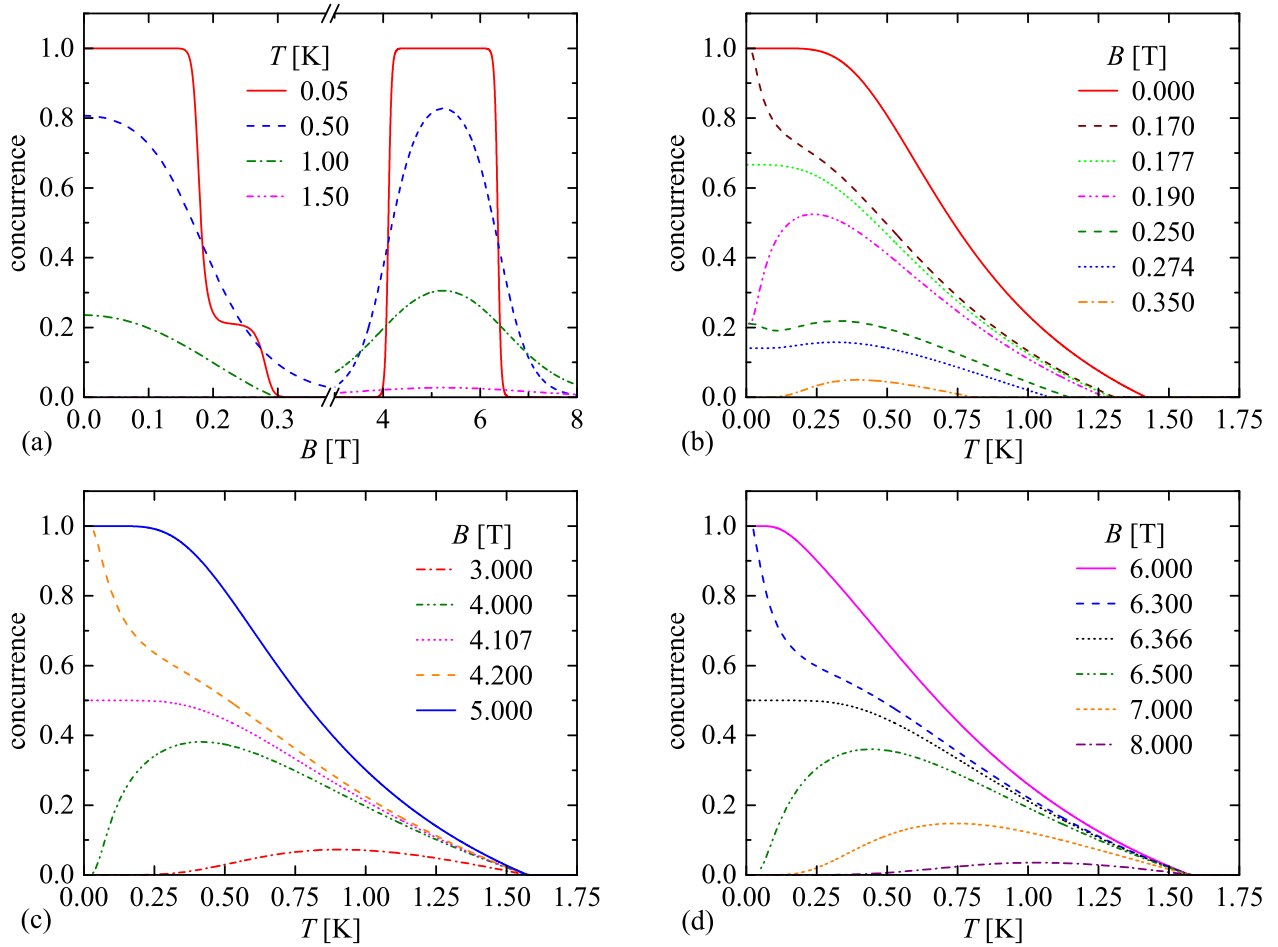 T [K]
0.05
0.50
1.00
1.50
1.0
0.8
0.6
0.4
0.2
0.0
concurrence
0.0 0.1 0.2 0.3 4 6 8
B [T]
(a)
B [T]
0.000
0.170
0.177
0.190
0.250
0.274
0.350
1.0
0.8
0.6
0.4
0.2
0.0
concurrence
0.00 0.25 0.50 0.75 1.00 1.25 1.50 1.75
T [K]
(b)
B [T]
3.000
4.000
4.107
4.200
5.000
1.0
0.8
0.6
0.4
0.2
0.0
concurrence
0.00 0.25 0.50 0.75 1.00 1.25 1.50 1.75
T [K]
(c)
B [T]
6.000
6.300
6.366
6.500
7.000
8.000
1.0
0.8
0.6
0.4
0.2
0.0
concurrence
0.00 0.25 0.50 0.75 1.00 1.25 1.50 1.75
T [K]
(d)